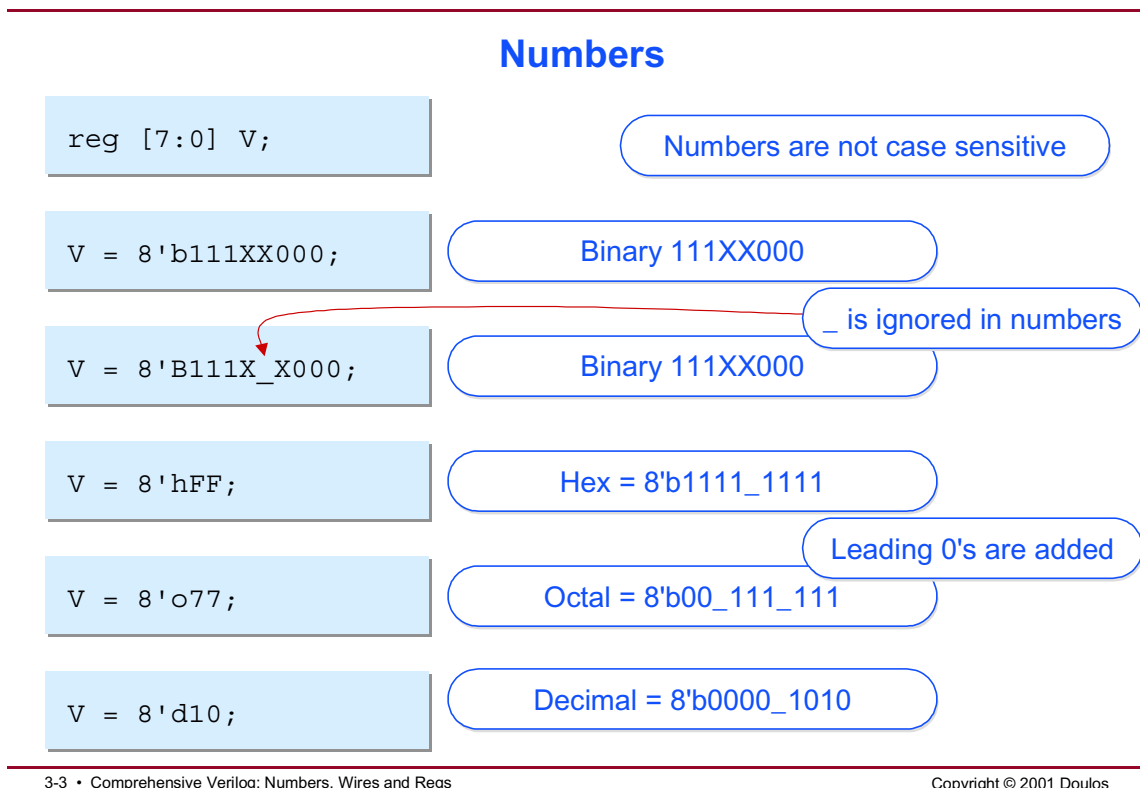 Numbers
reg [7:0] V;
Numbers are not case sensitive
V = 8'b111XX000;
Binary 111XX000
_ is ignored in numbers
V = 8'B111X_X000;
Binary 111XX000
V = 8'hFF;
Hex = 8'b1111_1111
Leading 0's are added
V = 8'o77;
Octal = 8'b00_111_111
V = 8'd10;
Decimal = 8'b0000_1010
3-3 • Comprehensive Verilog: Numbers, Wires and Regs
Copyright © 2001 Doulos